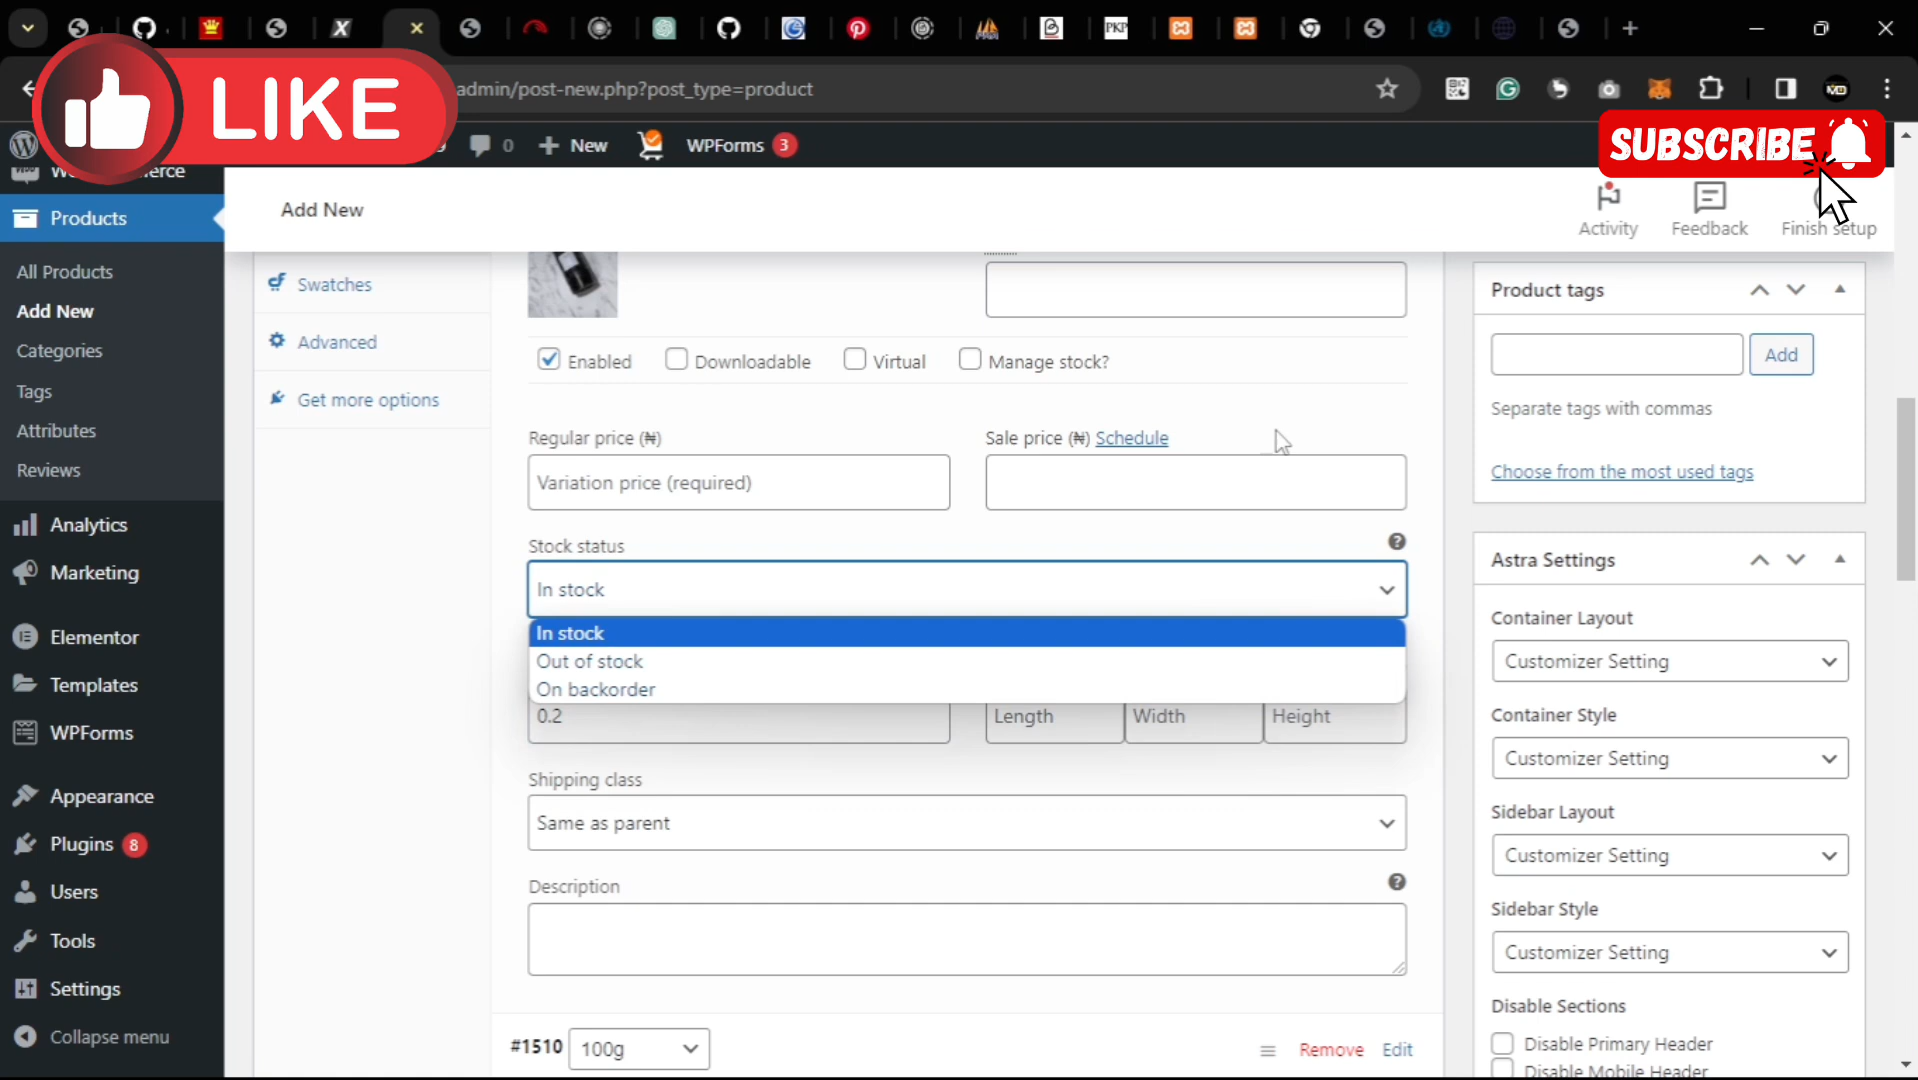 LIKE
admin/post-new.php?post_type=product
0
New
WPForms 3
SUBSCRIBE
Add New
Activity
Feedback
Finish setup
Products
All Products
Add New
Categories
Tags
Attributes
Reviews
Analytics
Marketing
Elementor
Templates
WPForms
Appearance
Plugins 8
Users
Tools
Settings
Collapse menu
Swatches
Advanced
Get more options
Enabled
Downloadable
Virtual
Manage stock?
Regular price (₦)
Sale price (₦) Schedule
Variation price (required)
Stock status
In stock
In stock
Out of stock
On backorder
0.2
Length
Width
Height
Shipping class
Same as parent
Description
#1510
100g
Remove
Edit
Product tags
Add
Separate tags with commas
Choose from the most used tags
Astra Settings
Container Layout
Customizer Setting
Container Style
Customizer Setting
Sidebar Layout
Customizer Setting
Sidebar Style
Customizer Setting
Disable Sections
Disable Primary Header
Disable Mobile Header